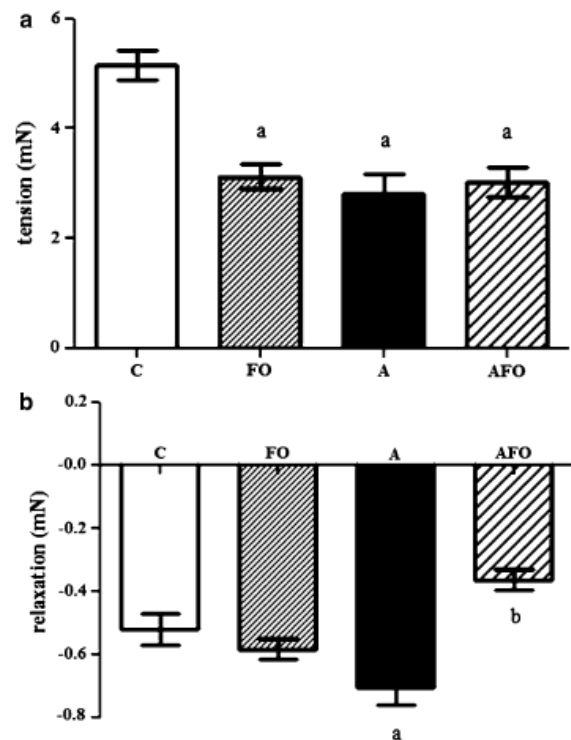 a
6
4
2
0
tension (mN)
a a a
C FO A AFO
b
0.2
-0.0
-0.2
-0.4
-0.6
-0.8
relaxation (mN)
C FO A AFO
b
a